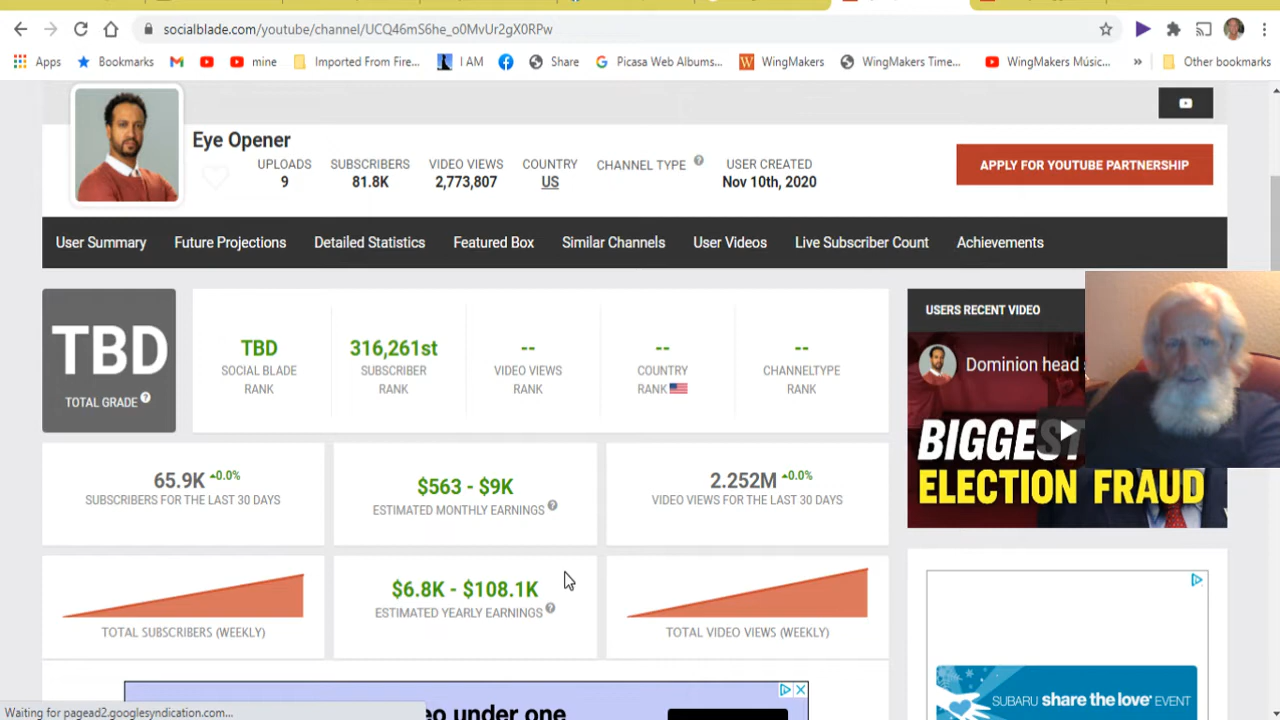 socialblade.com/youtube/channel/UCQ46mS6he_o0MvUr2gX0RPw
Apps Bookmarks mine Imported From Fire... I AM Share Picasa Web Albums... WingMakers WingMakers Time... WingMakers Músic... » Other bookmarks
Eye Opener
UPLOADS SUBSCRIBERS VIDEO VIEWS COUNTRY CHANNEL TYPE ? USER CREATED
9 81.8K 2,773,807 US Nov 10th, 2020
APPLY FOR YOUTUBE PARTNERSHIP
User Summary Future Projections Detailed Statistics Featured Box Similar Channels User Videos Live Subscriber Count Achievements
TBD
TOTAL GRADE ?
TBD 316,261st -- -- --
SOCIAL BLADE SUBSCRIBER VIDEO VIEWS COUNTRY CHANNELTYPE
RANK RANK RANK RANK RANK
USERS RECENT VIDEO
Dominion head
BIGGEST
ELECTION FRAUD
65.9K +0.0% $563 - $9K 2.252M +0.0%
SUBSCRIBERS FOR THE LAST 30 DAYS ESTIMATED MONTHLY EARNINGS ? VIDEO VIEWS FOR THE LAST 30 DAYS
$6.8K - $108.1K
ESTIMATED YEARLY EARNINGS ?
TOTAL SUBSCRIBERS (WEEKLY) TOTAL VIDEO VIEWS (WEEKLY)
under one
SUBARU share the love® EVENT
Waiting for pagead2.googlesyndication.com...